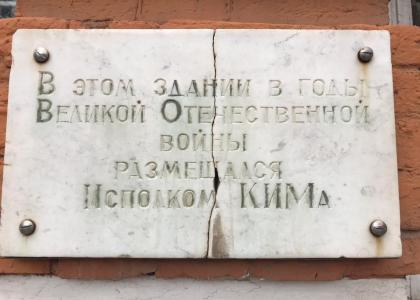 В этом здании в годы
Великой Отечественной
войны
размещался
Исполком КИМа